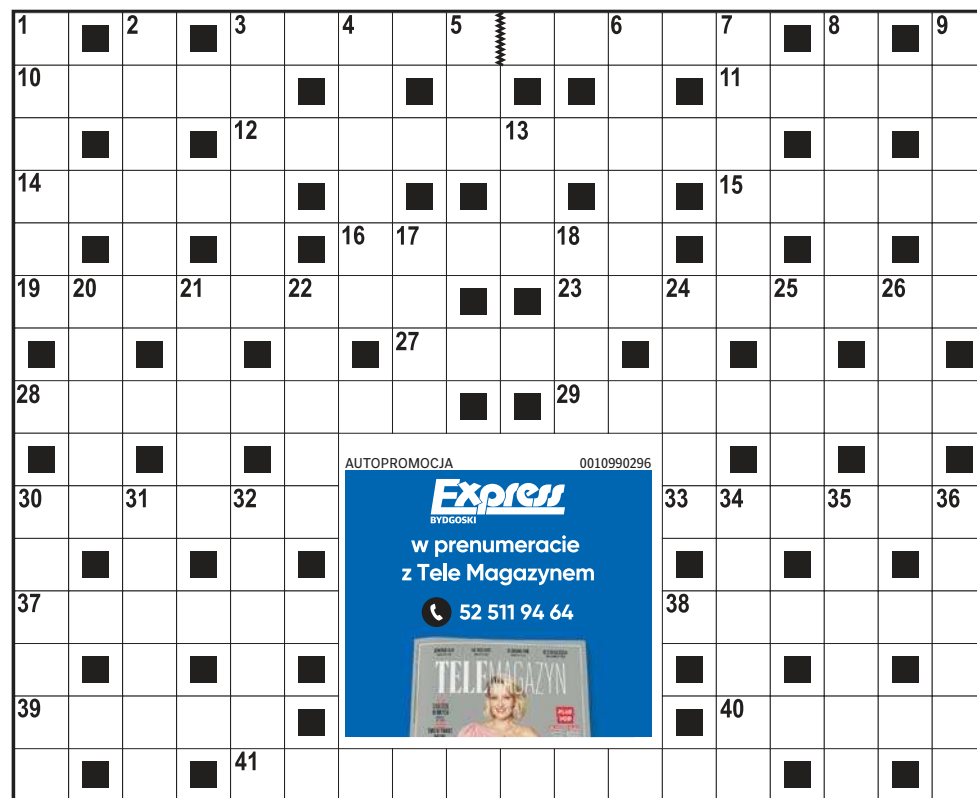 1 2 3 4 5 6 7 8 9
10 11
12 13
14 15
16 17 18
19 20 21 22 23 24 25 26
27
28 29
AUTOPROMOCJA 0010990296
Express
BYDGOSKI
30 31 32 33 34 35 36
w prenumeracie
z Tele Magazynem
52 511 94 64
37 38
TELEMAGAZYN
39 40
41